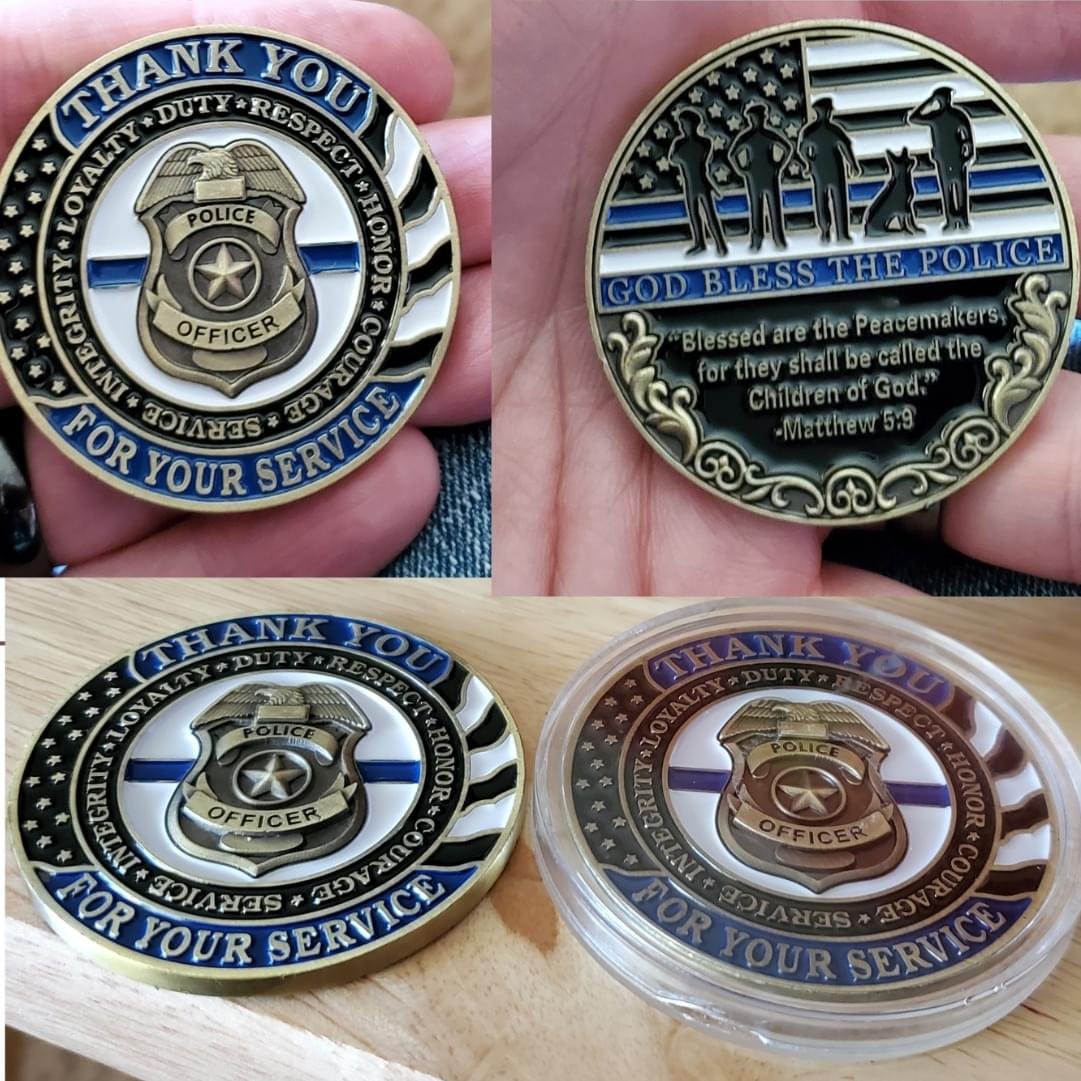 THANK YOU
INTEGRITY★LOYALTY★DUTY★RESPECT★HONOR★COURAGE★SERVICE★
POLICE
OFFICER
FOR YOUR SERVICE
GOD BLESS THE POLICE
“Blessed are the Peacemakers,
for they shall be called the
Children of God.”
-Matthew 5:9
THANK YOU
INTEGRITY★LOYALTY★DUTY★RESPECT★HONOR★COURAGE★SERVICE★
POLICE
OFFICER
FOR YOUR SERVICE
THANK YOU
INTEGRITY★LOYALTY★DUTY★RESPECT★HONOR★COURAGE★SERVICE★
POLICE
OFFICER
FOR YOUR SERVICE